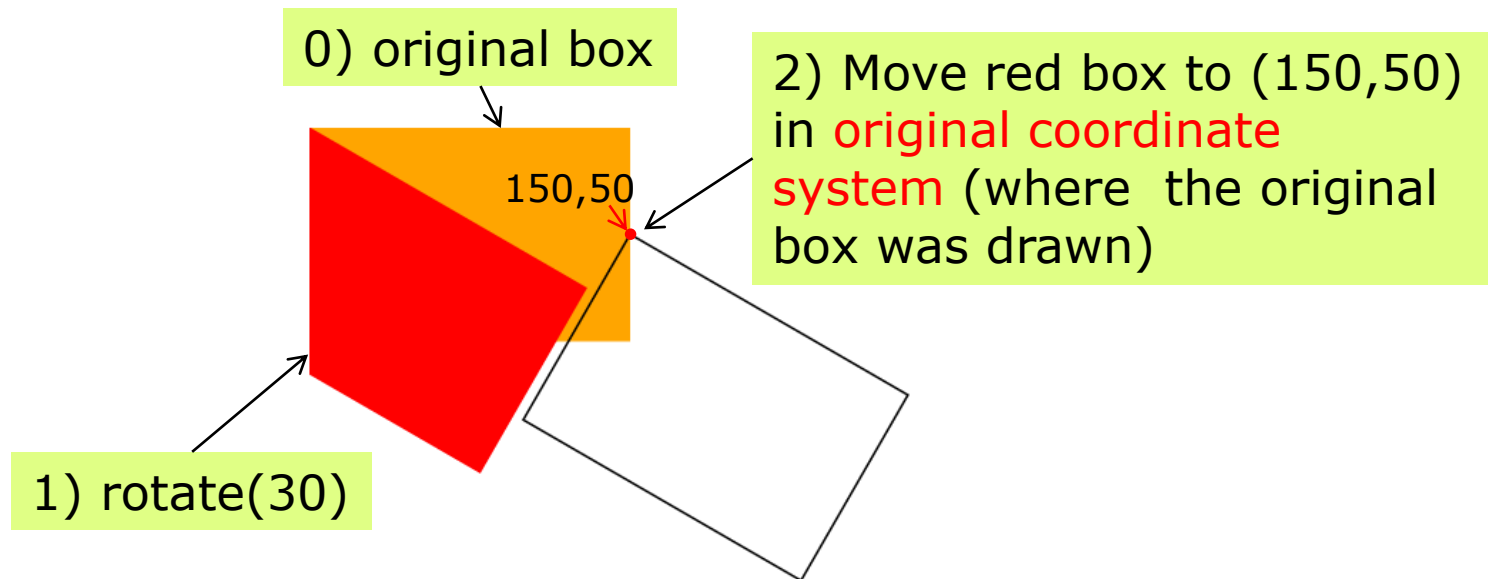 0) original box
2) Move red box to (150,50)
in original coordinate
system (where the original
box was drawn)
150,50
1) rotate(30)